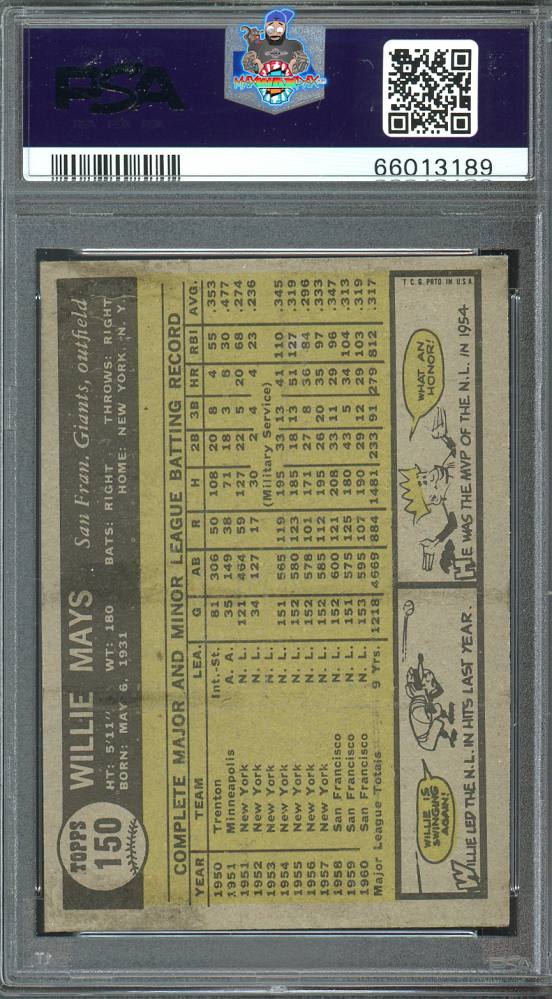 PSA
66013189
TOPPS
150
WILLIE MAYS San Fran. Giants, outfield
HT: 5'11" WT: 180 BATS: RIGHT THROWS: RIGHT
BORN: MAY 6, 1931 HOME: NEW YORK, N. Y.
COMPLETE MAJOR AND MINOR LEAGUE BATTING RECORD
YEAR TEAM LEA. G AB R H 2B 3B HR RBI AVG.
1950 Trenton Int.-St. 81 306 50 108 20 8 4 55 .353
1951 Minneapolis A. A. 35 149 38 71 18 3 8 30 .477
1951 New York N. L. 121 464 59 127 22 5 20 68 .274
1952 New York N. L. 34 127 17 30 2 4 4 23 .236
1953 New York (Military Service)
1954 New York N. L. 151 565 119 195 33 13 41 110 .345
1955 New York N. L. 152 580 123 185 18 13 51 127 .319
1956 New York N. L. 152 578 101 171 27 8 36 84 .296
1957 New York N. L. 152 585 112 195 26 20 35 97 .333
1958 San Francisco N. L. 152 600 121 208 33 11 29 96 .347
1959 San Francisco N. L. 151 575 125 180 43 5 34 104 .313
1960 San Francisco N. L. 153 595 107 190 29 12 29 103 .319
Major League Totals 9 Yrs. 1218 4669 884 1481 233 91 279 812 .317
WILLIE IS
SWINGING
AGAIN!
WILLIE LED THE N.L. IN HITS LAST YEAR.
WHAT AN
HONOR!
HE WAS THE MVP OF THE N.L. IN 1954
T. C. G. PRTD. IN U.S.A.